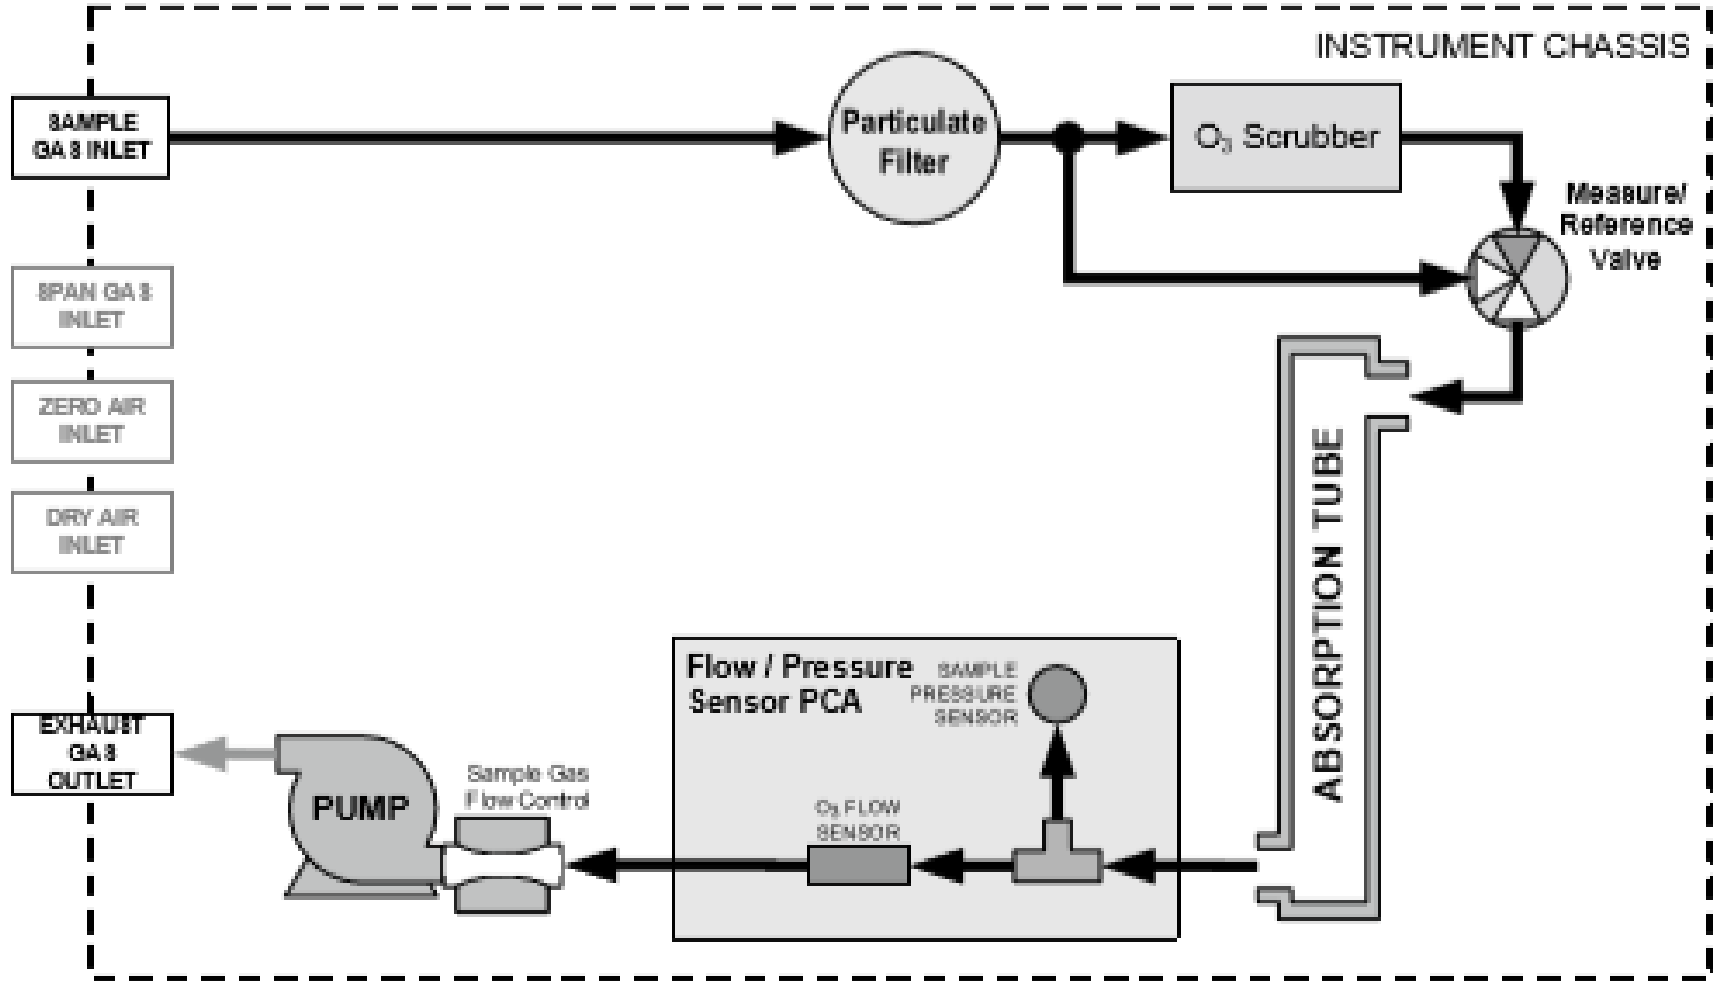 INSTRUMENT CHASSIS
SAMPLE
GAS INLET
Particulate
Filter
O₃ Scrubber
Measure/
Reference
Valve
SPAN GAS
INLET
ZERO AIR
INLET
DRY AIR
INLET
ABSORPTION TUBE
Flow / Pressure
Sensor PCA
SAMPLE
PRESSURE
SENSOR
O₃ FLOW
SENSOR
Sample Gas
Flow Control
PUMP
EXHAUST
GAS
OUTLET